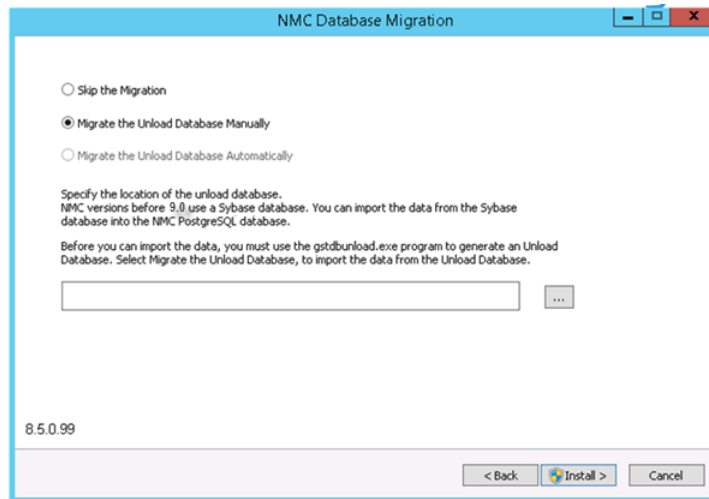 NMC Database Migration
Skip the Migration
Migrate the Unload Database Manually
Migrate the Unload Database Automatically
Specify the location of the unload database.
NMC versions before 9.0 use a Sybase database. You can import the data from the Sybase
database into the NMC PostgreSQL database.
Before you can import the data, you must use the gstdbunload.exe program to generate an Unload
Database. Select Migrate the Unload Database, to import the data from the Unload Database.
...
8.5.0.99
< Back
Install >
Cancel